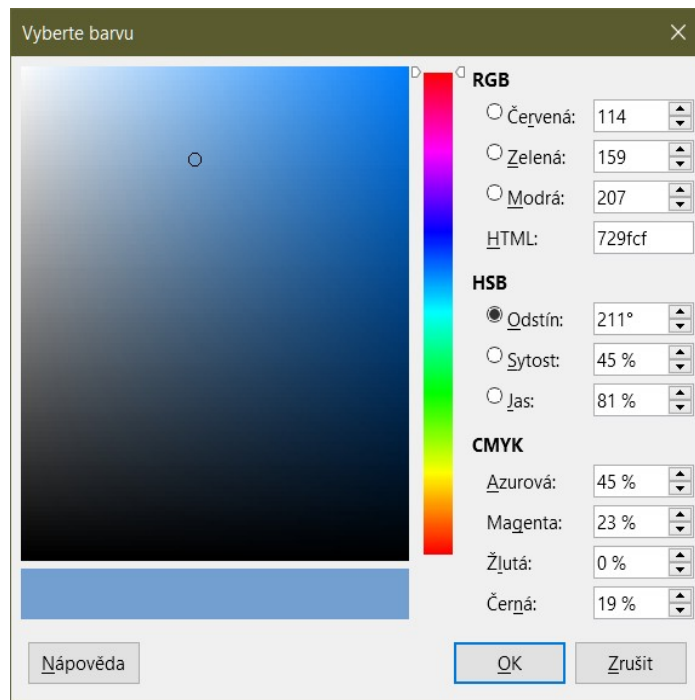 Vyberte barvu
RGB
Červená: 114
Zelená: 159
Modrá: 207
HTML: 729fcf
HSB
Odstín: 211°
Sytost: 45 %
Jas: 81 %
CMYK
Azurová: 45 %
Magenta: 23 %
Žlutá: 0 %
Černá: 19 %
Nápověda OK Zrušit